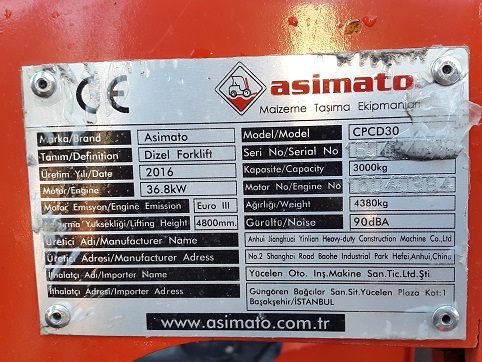 CE
asimato
Malzeme Taşıma Ekipmanları
Marka/Brand Asimato
Tanım/Definition Dizel Forklift
Üretim Yılı/Date 2016
Motor/Engine 36.8kW
Motor Emisyon/Engine Emission Euro III
Yüksekliği/Lifting Height 4800mm.
Üretici Adı/Manufacturer Name
Üretici Adresi/Manufacturer Adress
İthalatçı Adı/Importer Name
İthalatçı Adı/Importer Adress
Model/Model CPCD30
Seri No/Serial No
Kapasite/Capacity 3000kg
Motor No/Engine No
Ağırlığı/Weight 4380kg
Gürültü/Noise 90dBA
Anhui Jianghuai Yinlian Heavy-duty Construction Machine Co.,Ltd
No.2 Shanghai Road Baohe Industrial Park Hefei,Anhui,China
Yücelen Oto. İnş.Makine San.Tic.Ltd.Şti
Güngören Bağcılar San.Sit.Yücelen Plaza Kat:1
Başakşehir/İSTANBUL
www.asimato.com.tr